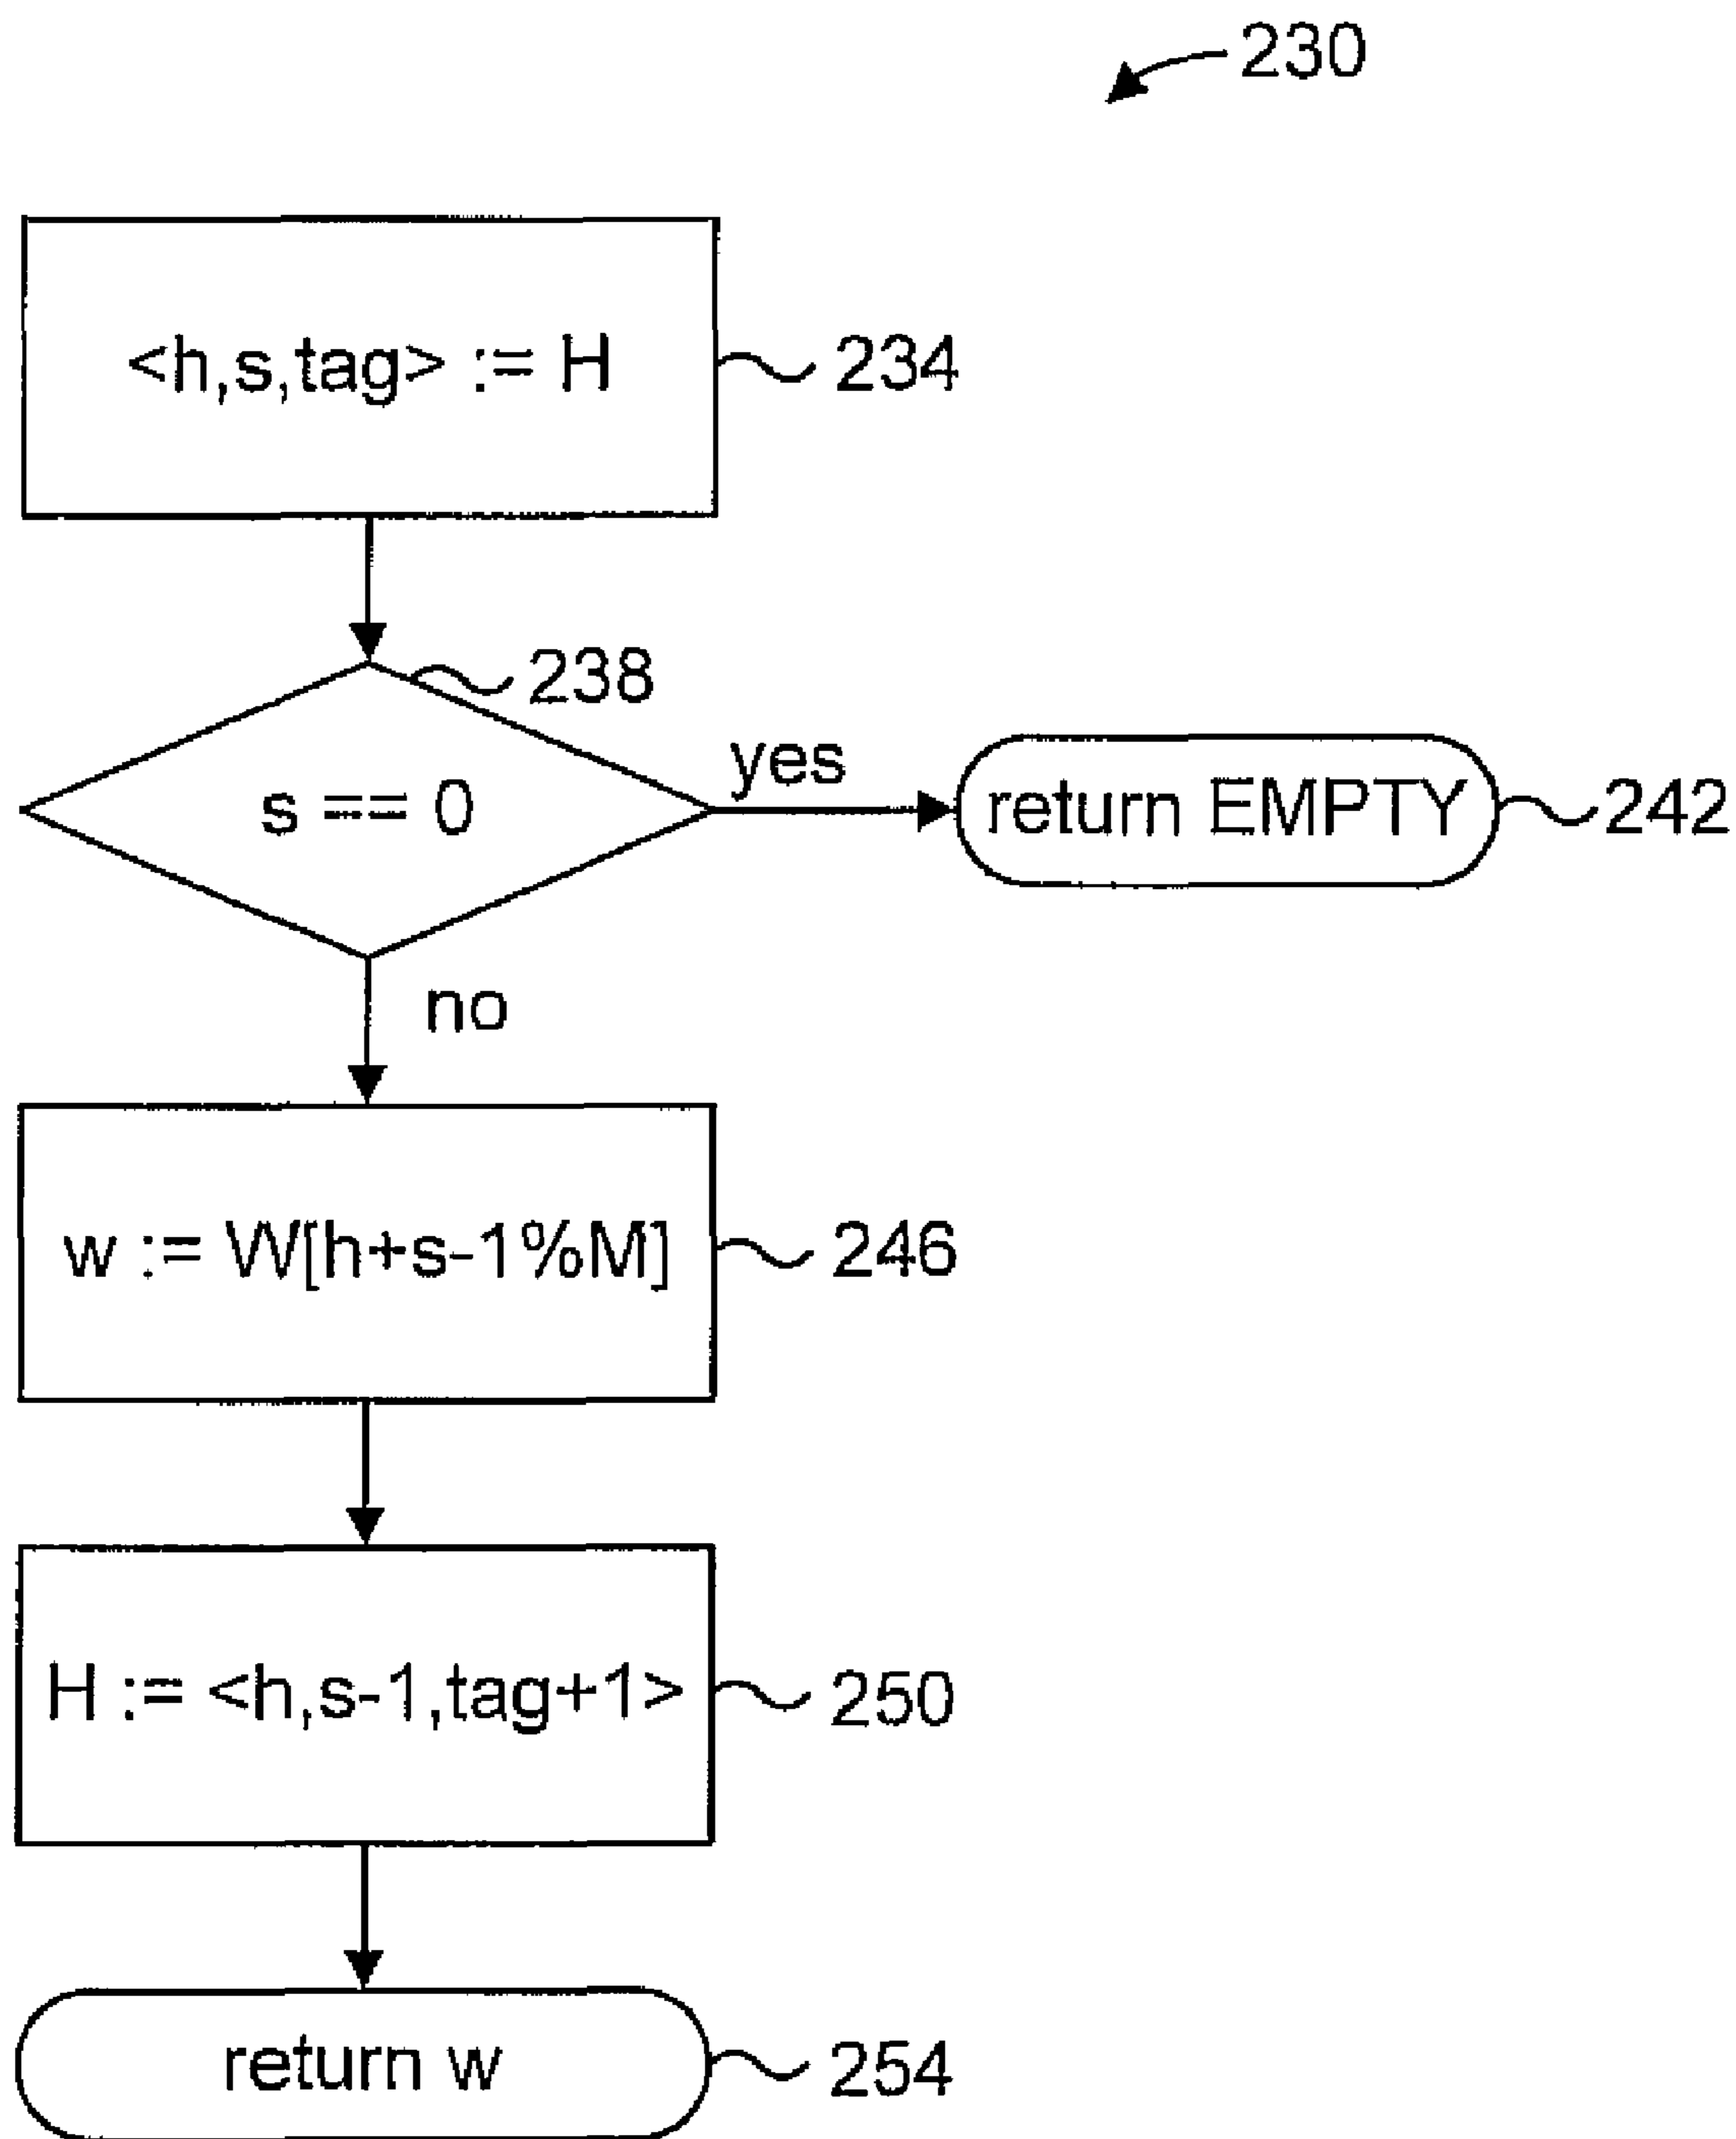 230
<h,s,tag> := H
234
238
s == 0
yes
return EMPTY
242
no
w := W[h+s-1%M]
246
H := <h,s-1,tag+1>
250
return w
254